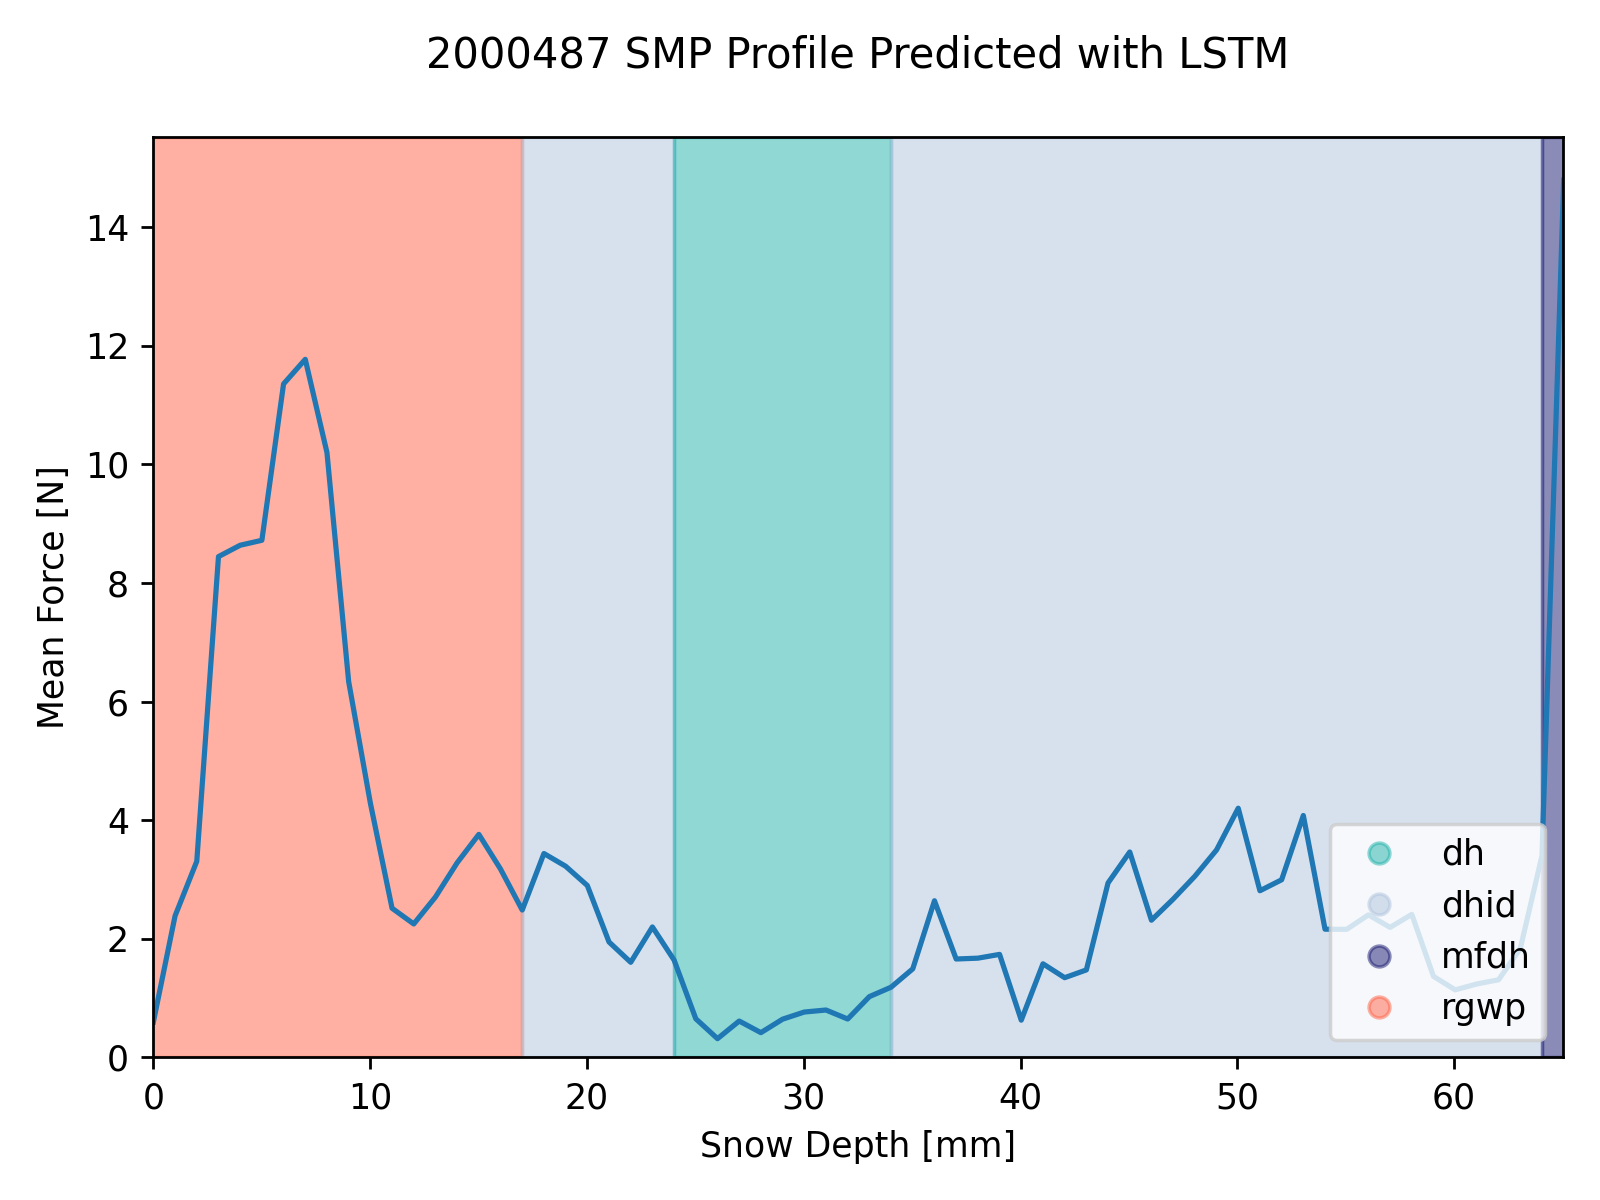 2000487 SMP Profile Predicted with LSTM
14
12
10
8
6
4
2
0
Mean Force [N]
dh
dhid
mfdh
rgwp
0 10 20 30 40 50 60
Snow Depth [mm]